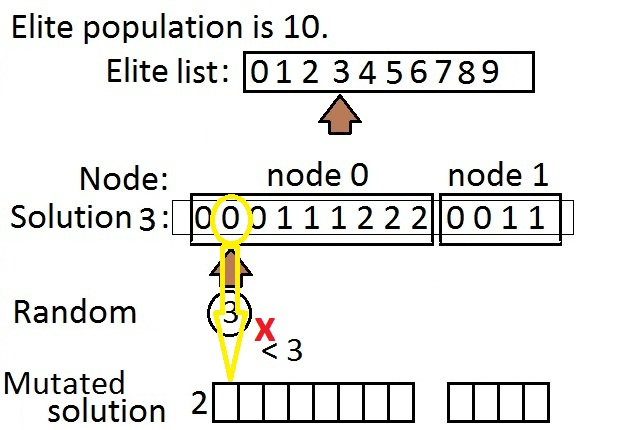 Elite population is 10.
Elite list: 0 1 2 3 4 5 6 7 8 9
Node: node 0 node 1
Solution 3: 0 0 0 1 1 1 2 2 2 0 0 1 1
Random 3 X
< 3
Mutated
solution 2